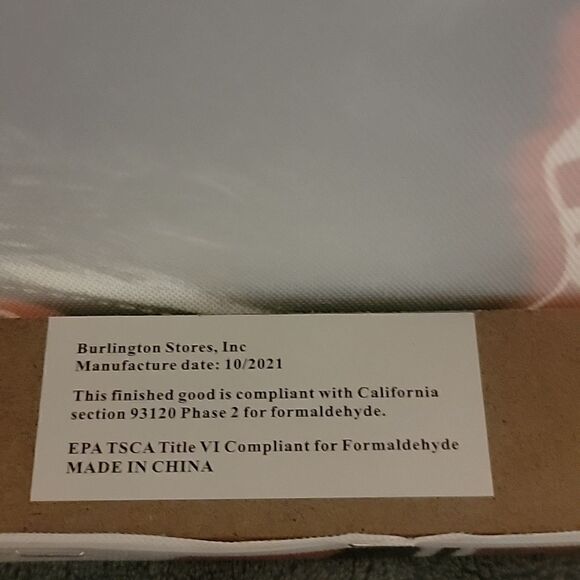 Burlington Stores, Inc
Manufacture date: 10/2021
This finished good is compliant with California
section 93120 Phase 2 for formaldehyde.
EPA TSCA Title VI Compliant for Formaldehyde
MADE IN CHINA